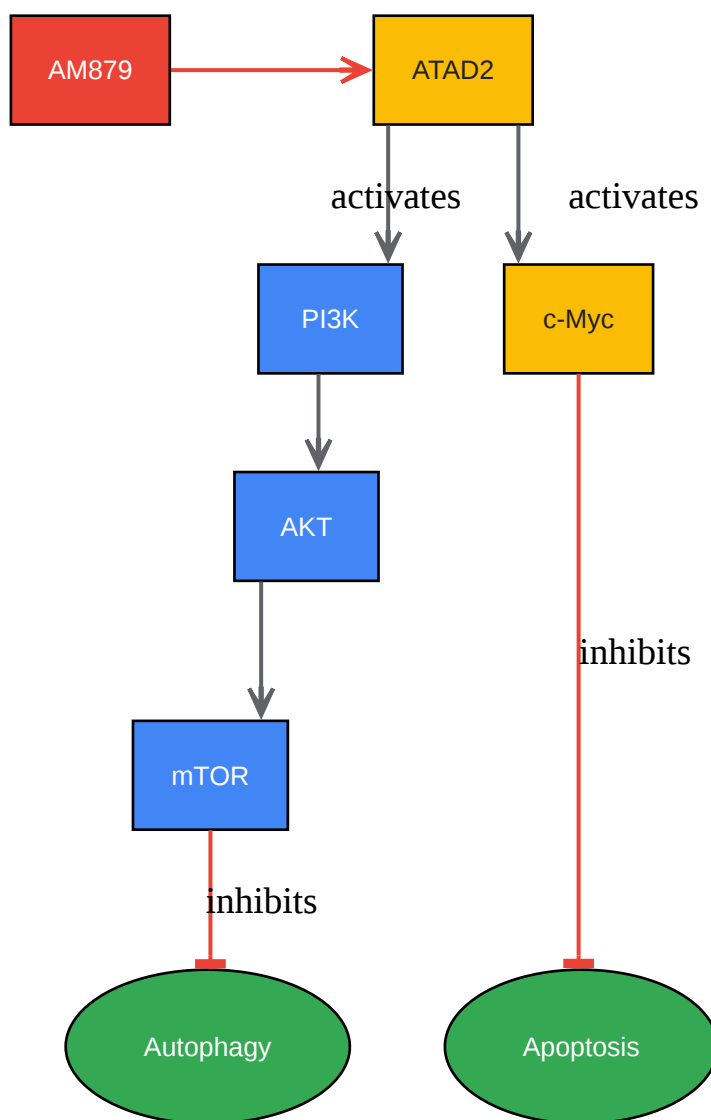 AM879
ATAD2
activates
activates
PI3K
c-Myc
AKT
inhibits
mTOR
inhibits
Autophagy
Apoptosis